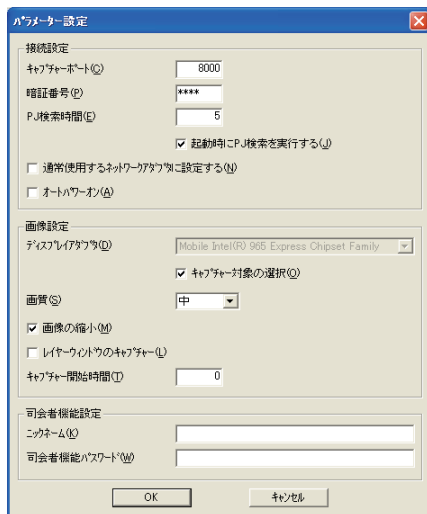 パラメーター設定
接続設定
キャプチャーポート(C) 8000
暗証番号(P) ****
PJ検索時間(E) 5
起動時にPJ検索を実行する(J)
通常使用するネットワークアダプタに設定する(N)
オートパワーオン(A)
画像設定
ディスプレイアダプタ(D) Mobile Intel(R) 965 Express Chipset Family
キャプチャー対象の選択(O)
画質(S) 中
画像の縮小(M)
レイヤーウィンドウのキャプチャー(L)
キャプチャー開始時間(T) 0
司会者機能設定
ニックネーム(K)
司会者機能パスワード(W)
OK キャンセル